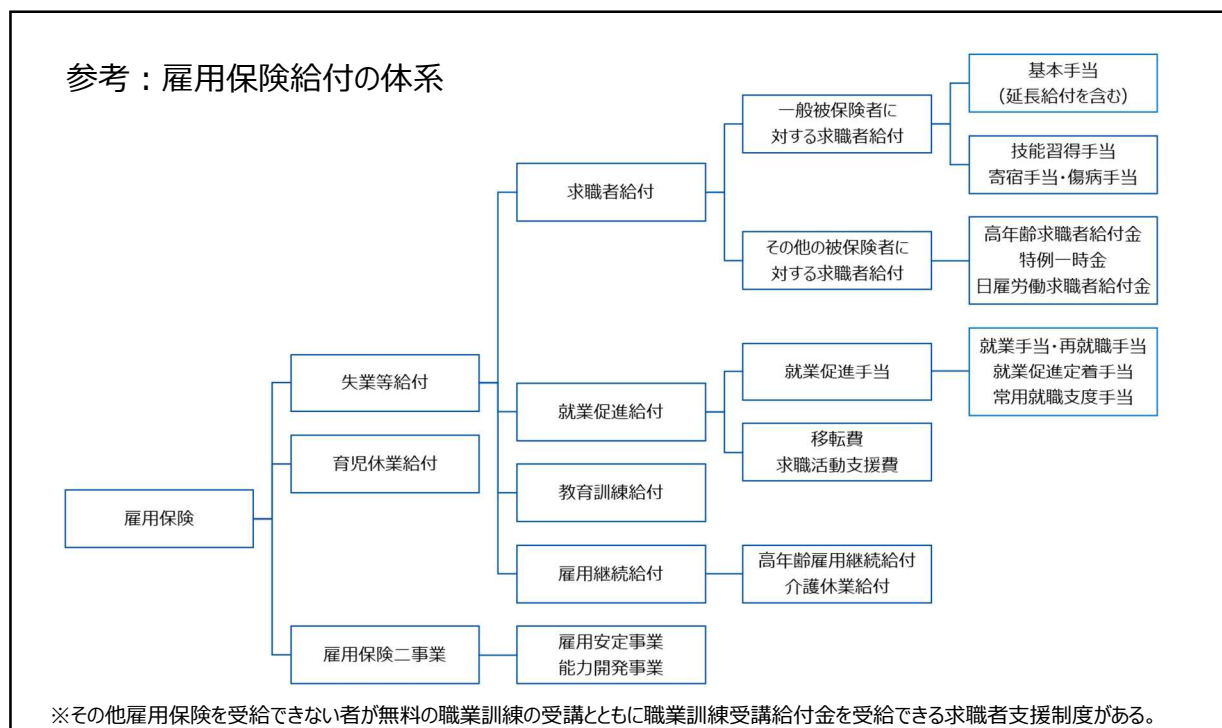 参考：雇用保険給付の体系
基本手当
（延長給付を含む）
一般被保険者に
対する求職者給付
技能習得手当
寄宿手当・傷病手当
求職者給付
その他の被保険者に
対する求職者給付
高年齢求職者給付金
特例一時金
日雇労働求職者給付金
失業等給付
就業促進給付
就業促進手当
就業手当・再就職手当
就業促進定着手当
常用就職支度手当
移転費
求職活動支援費
育児休業給付
教育訓練給付
雇用保険
雇用継続給付
高年齢雇用継続給付
介護休業給付
雇用保険二事業
雇用安定事業
能力開発事業
※その他雇用保険を受給できない者が無料の職業訓練の受講とともに職業訓練受講給付金を受給できる求職者支援制度がある。